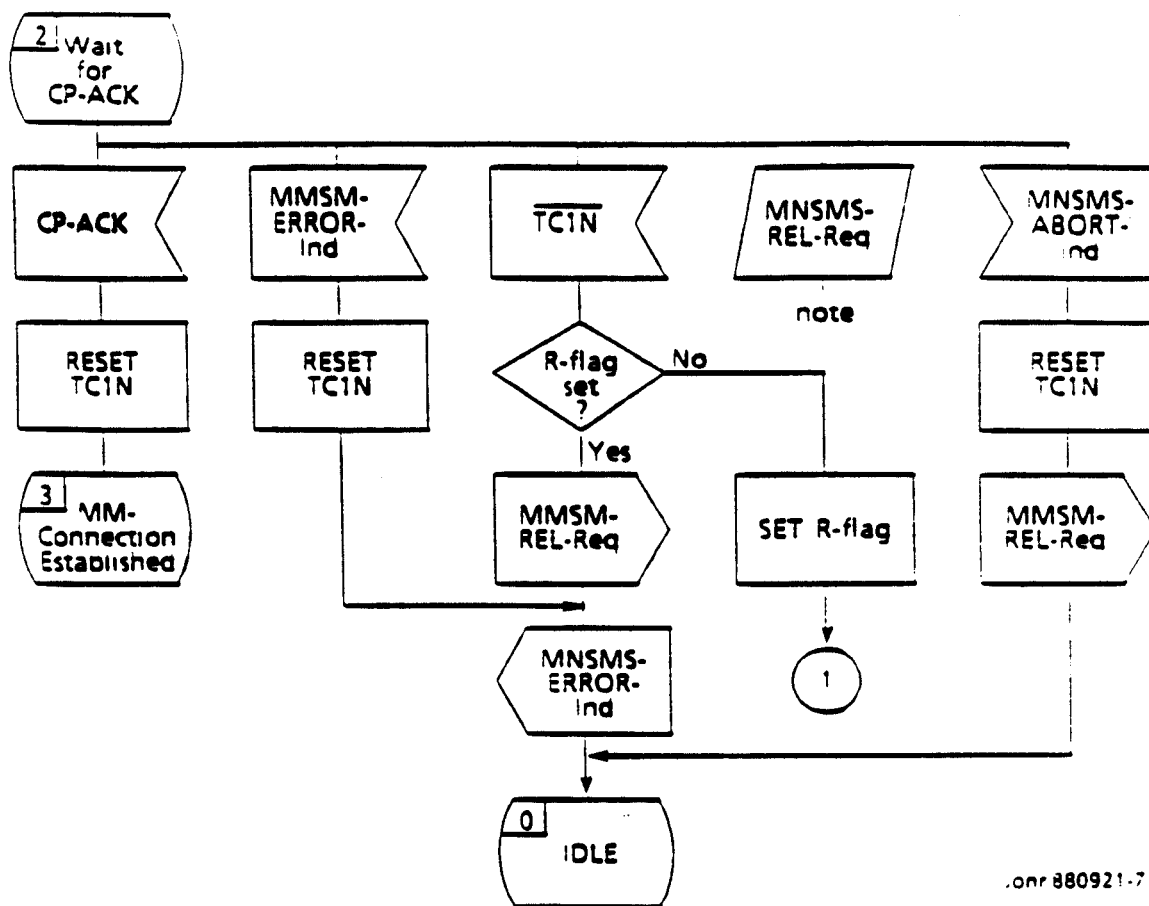 2
Wait
for
CP-ACK
CP-ACK
MMSM-
ERROR-
Ind
TC1N
MNSMS-
REL-Req
MNSMS-
ABORT-
Ind
note
RESET
TC1N
RESET
TC1N
R-flag
set
?
No
Yes
RESET
TC1N
3
MM-
Connection
Established
MMSM-
REL-Req
SET R-flag
MMSM-
REL-Req
MNSMS-
ERROR-
Ind
1
0
IDLE
880921-7